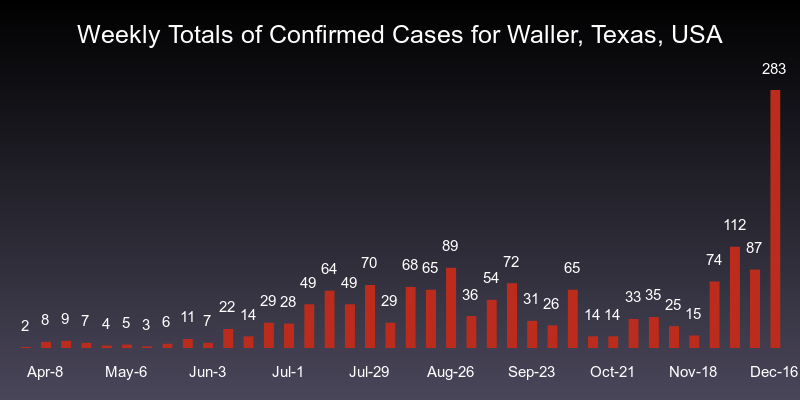 Weekly Totals of Confirmed Cases for Waller, Texas, USA
2 8 9 7 4 5 3 6 11 7 22 14 29 28 49 64 49 70 29 68 65 89 36 54 72 31 26 65 14 14 33 35 25 15 74 112 87 283
Apr-8 May-6 Jun-3 Jul-1 Jul-29 Aug-26 Sep-23 Oct-21 Nov-18 Dec-16